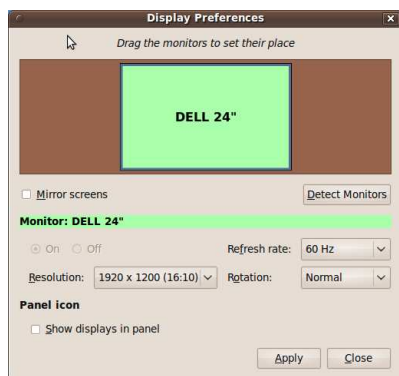 Display Preferences
Drag the monitors to set their place
DELL 24"
Mirror screens
Detect Monitors
Monitor: DELL 24"
On Off Refresh rate: 60 Hz
Resolution: 1920 x 1200 (16:10) Rotation: Normal
Panel icon
Show displays in panel
Apply Close